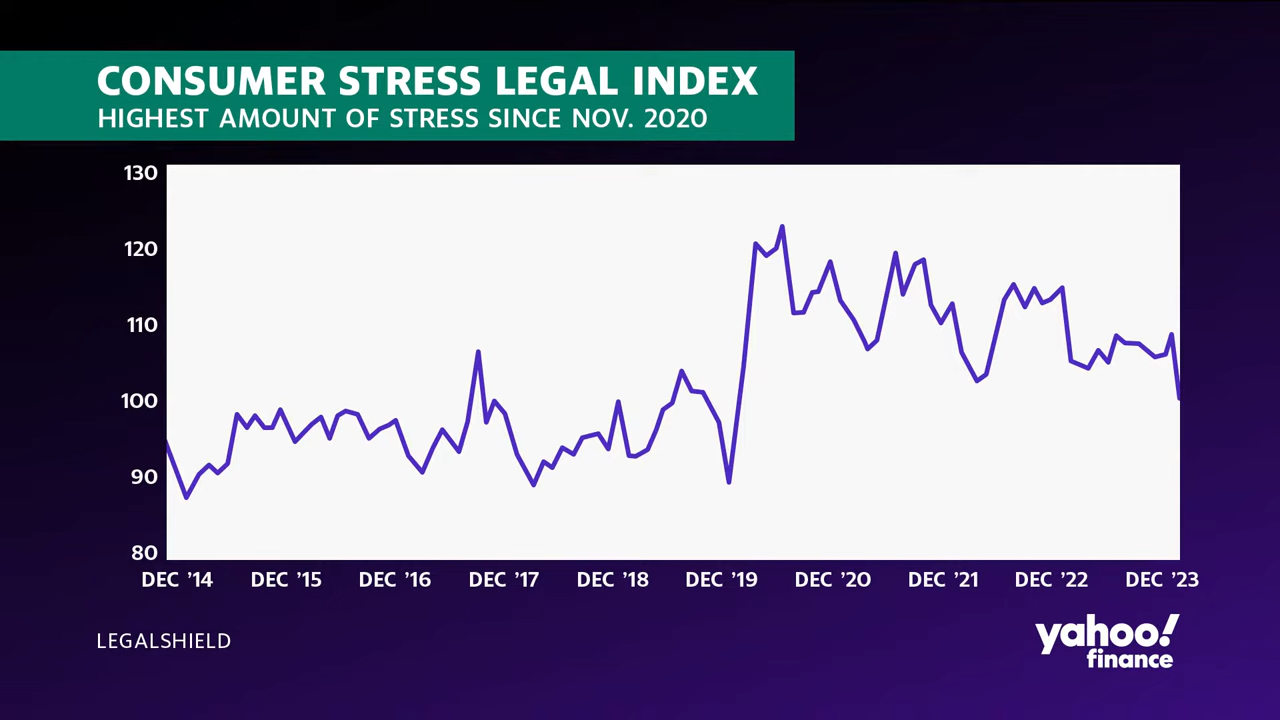 CONSUMER STRESS LEGAL INDEX
HIGHEST AMOUNT OF STRESS SINCE NOV. 2020
130
120
110
100
90
80
DEC ’14 DEC ’15 DEC ’16 DEC ’17 DEC ’18 DEC ’19 DEC ’20 DEC ’21 DEC ’22 DEC ’23
LEGALSHIELD
yahoo!
finance